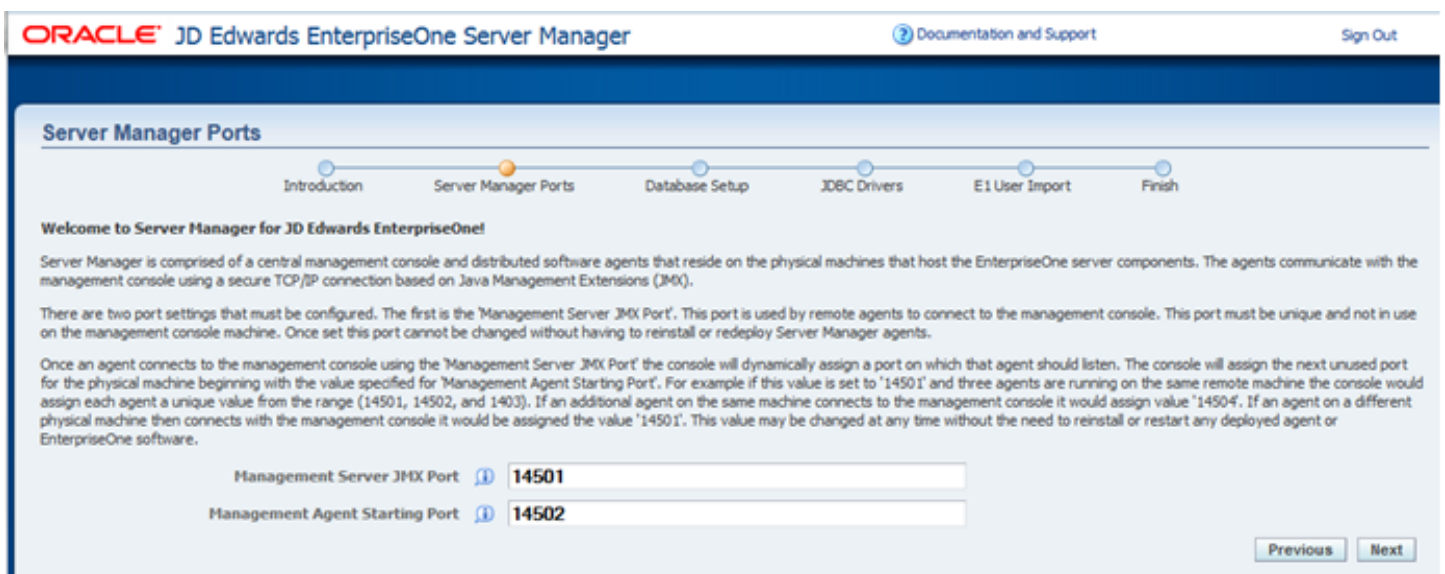 ORACLE' JD Edwards EnterpriseOne Server Manager Documentation and Support Sign Out
Server Manager Ports
Introduction Server Manager Ports Database Setup JDBC Drivers E1 User Import Finish
Welcome to Server Manager for JD Edwards EnterpriseOne!
Server Manager is comprised of a central management console and distributed software agents that reside on the physical machines that host the EnterpriseOne server components. The agents communicate with the
management console using a secure TCP/IP connection based on Java Management Extensions (JMX).
There are two port settings that must be configured. The first is the 'Management Server JMX Port'. This port is used by remote agents to connect to the management console. This port must be unique and not in use
on the management console machine. Once set this port cannot be changed without having to reinstall or redeploy Server Manager agents.
Once an agent connects to the management console using the 'Management Server JMX Port' the console will dynamically assign a port on which that agent should listen. The console will assign the next unused port
for the physical machine beginning with the value specified for 'Management Agent Starting Port'. For example if this value is set to '14501' and three agents are running on the same remote machine the console would
assign each agent a unique value from the range (14501, 14502, and 1403). If an additional agent on the same machine connects to the management console it would assign value '14504'. If an agent on a different
physical machine then connects with the management console it would be assigned the value '14501'. This value may be changed at any time without the need to reinstall or restart any deployed agent or
EnterpriseOne software.
Management Server JMX Port 14501
Management Agent Starting Port 14502
Previous Next